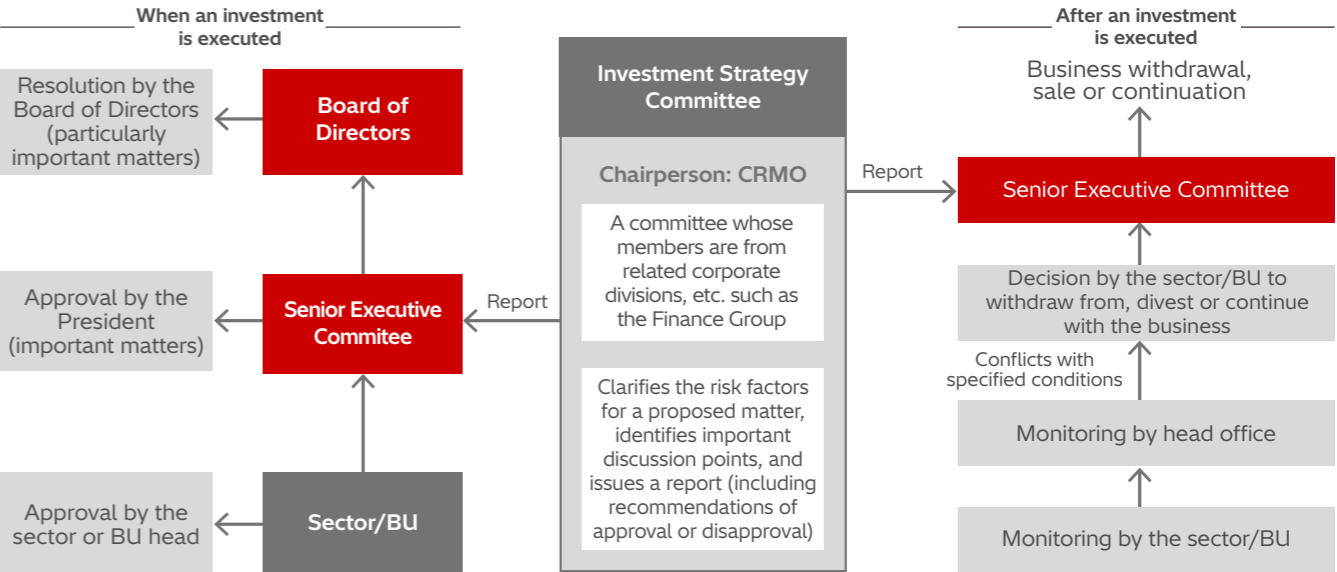 When an investment
is executed
Resolution by the
Board of Directors
(particularly
important matters)
Board of
Directors
Approval by the
President
(important matters)
Senior Executive
Commitee
Report
Approval by the
sector or BU head
Sector/BU
Investment Strategy
Committee
Chairperson: CRMO
A committee whose
members are from
related corporate
divisions, etc. such as
the Finance Group
Clarifies the risk factors
for a proposed matter,
identifies important
discussion points, and
issues a report (including
recommendations of
approval or disapproval)
After an investment
is executed
Business withdrawal,
sale or continuation
Report
Senior Executive Committee
Decision by the sector/BU to
withdraw from, divest or continue
with the business
Conflicts with
specified conditions
Monitoring by head office
Monitoring by the sector/BU